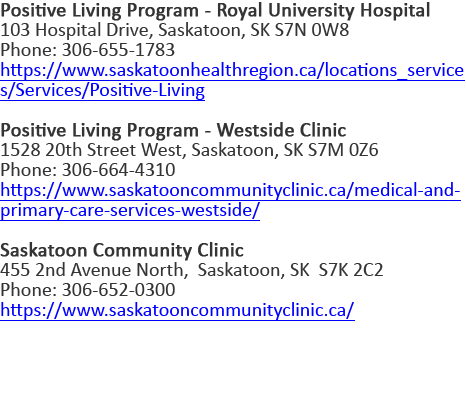 Positive Living Program - Royal University Hospital
103 Hospital Drive, Saskatoon, SK S7N 0W8
Phone: 306-655-1783
https://www.saskatoonhealthregion.ca/locations_service
s/Services/Positive-Living
Positive Living Program - Westside Clinic
1528 20th Street West, Saskatoon, SK S7M 0Z6
Phone: 306-664-4310
https://www.saskatooncommunityclinic.ca/medical-and-
primary-care-services-westside/
Saskatoon Community Clinic
455 2nd Avenue North,  Saskatoon, SK  S7K 2C2
Phone: 306-652-0300
https://www.saskatooncommunityclinic.ca/